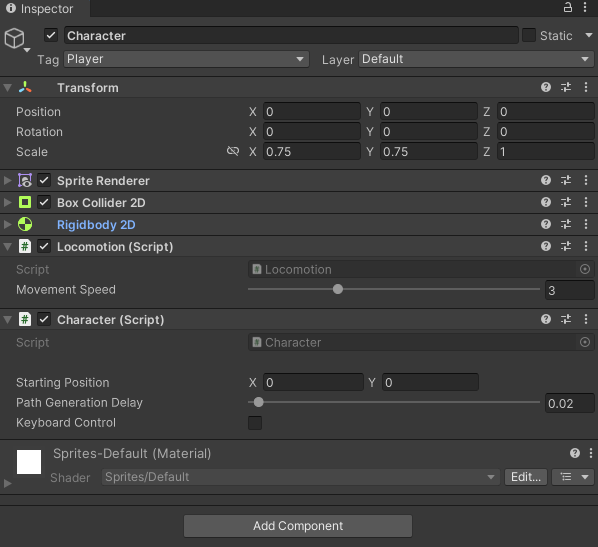 Inspector
Character Static
Tag Player Layer Default
Transform
Position X 0 Y 0 Z 0
Rotation X 0 Y 0 Z 0
Scale X 0.75 Y 0.75 Z 1
Sprite Renderer
Box Collider 2D
Rigidbody 2D
# Locomotion (Script)
Script # Locomotion
Movement Speed 3
# Character (Script)
Script # Character
Starting Position X 0 Y 0
Path Generation Delay 0.02
Keyboard Control
Sprites-Default (Material)
Shader Sprites/Default Edit...
Add Component